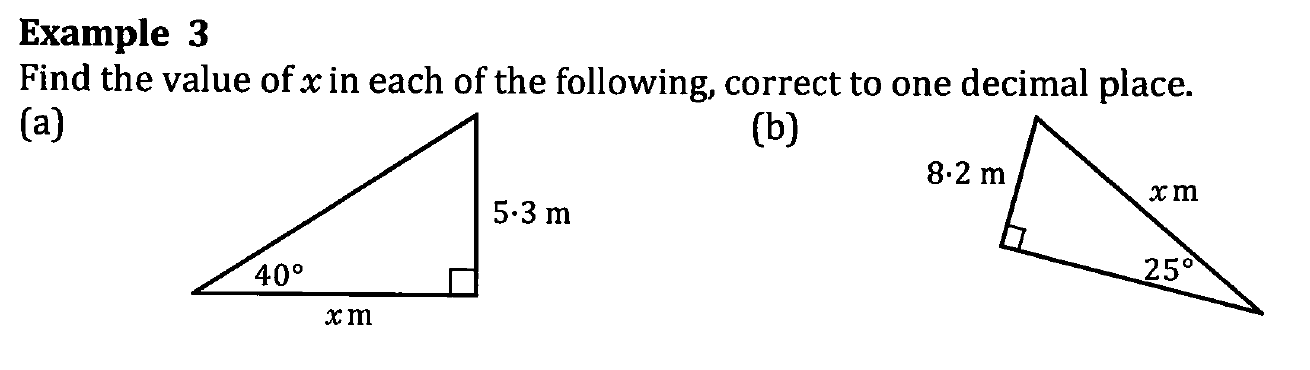 Example 3
Find the value of x in each of the following, correct to one decimal place.
(a)
40°
5·3 m
x m
(b)
8·2 m
x m
25°